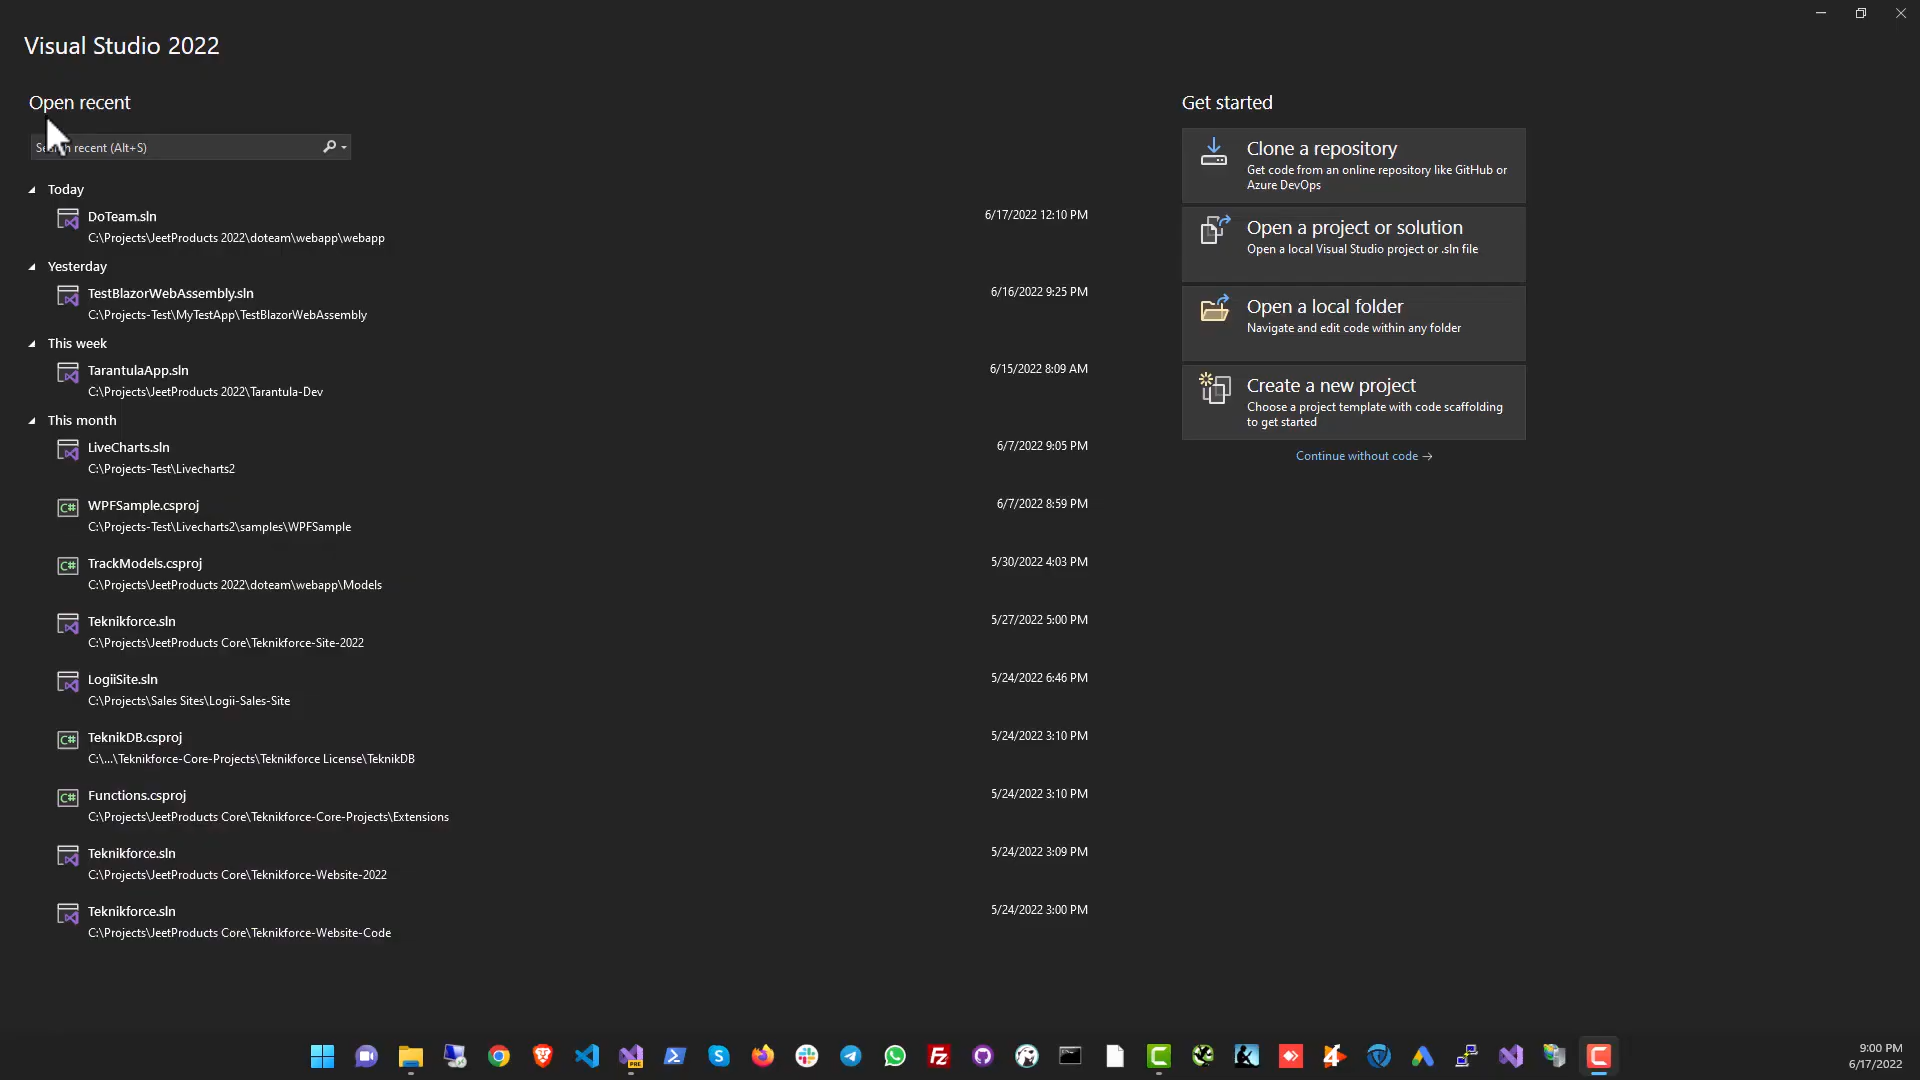 Visual Studio 2022
Open recent
recent (Alt+S)
Today
DoTeam.sln
6/17/2022 12:10 PM
C:\Projects\JeetProducts 2022\doteam\webapp\webapp
Yesterday
TestBlazorWebAssembly.sln
6/16/2022 9:25 PM
C:\Projects-Test\MyTestApp\TestBlazorWebAssembly
This week
TarantulaApp.sln
6/15/2022 8:09 AM
C:\Projects\JeetProducts 2022\Tarantula-Dev
This month
LiveCharts.sln
6/7/2022 9:05 PM
C:\Projects-Test\Livecharts2
WPFSample.csproj
6/7/2022 8:59 PM
C:\Projects-Test\Livecharts2\samples\WPFSample
TrackModels.csproj
5/30/2022 4:03 PM
C:\Projects\JeetProducts 2022\doteam\webapp\Models
Teknikforce.sln
5/27/2022 5:00 PM
C:\Projects\JeetProducts Core\Teknikforce-Site-2022
LogiiSite.sln
5/24/2022 6:46 PM
C:\Projects\Sales Sites\Logii-Sales-Site
TeknikDB.csproj
5/24/2022 3:10 PM
C:\...\Teknikforce-Core-Projects\Teknikforce License\TeknikDB
Functions.csproj
5/24/2022 3:10 PM
C:\Projects\JeetProducts Core\Teknikforce-Core-Projects\Extensions
Teknikforce.sln
5/24/2022 3:09 PM
C:\Projects\JeetProducts Core\Teknikforce-Website-2022
Teknikforce.sln
5/24/2022 3:00 PM
C:\Projects\JeetProducts Core\Teknikforce-Website-Code
Get started
Clone a repository
Get code from an online repository like GitHub or
Azure DevOps
Open a project or solution
Open a local Visual Studio project or .sln file
Open a local folder
Navigate and edit code within any folder
Create a new project
Choose a project template with code scaffolding
to get started
Continue without code →
9:00 PM
6/17/2022